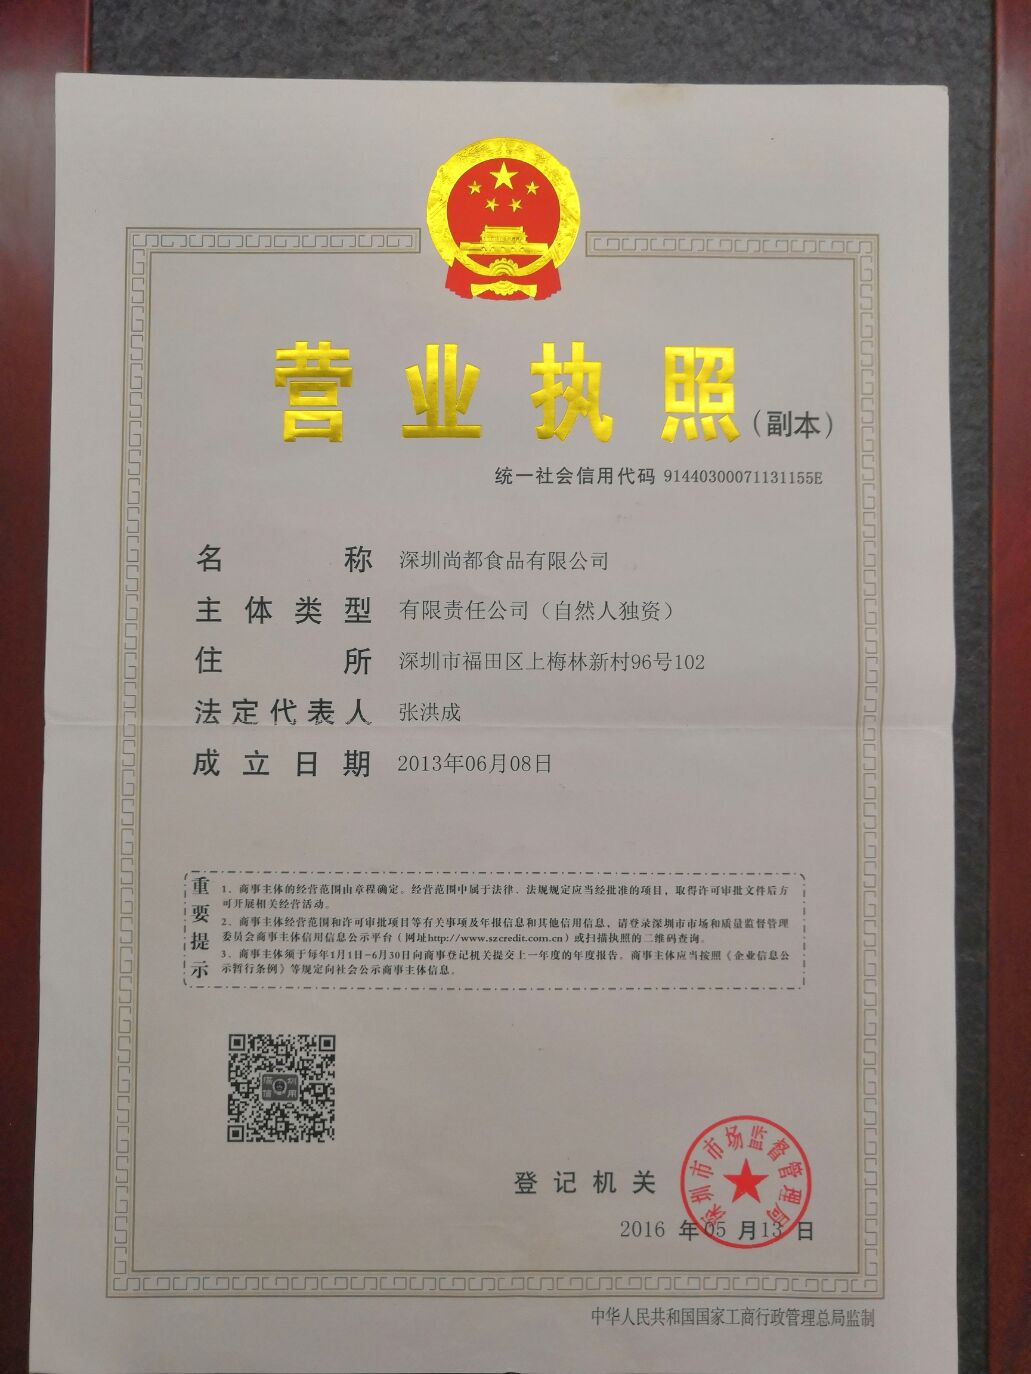 营业执照(副本)
统一社会信用代码 91440300071131155E
名称 深圳尚都食品有限公司
主体类型 有限责任公司（自然人独资）
住所 深圳市福田区上梅林新村96号102
法定代表人 张洪成
成立日期 2013年06月08日
重要提示
1、商事主体的经营范围由章程确定。经营范围中属于法律、法规规定应当经批准的项目，取得许可审批文件后方
可开展相关经营活动。
2、商事主体经营范围和许可审批项目等有关事项及年报信息和其他信用信息，请登录深圳市市场和质量监督管理
委员会商事主体信用信息公示平台（网址http://www.szcredit.com.cn）或扫描执照的二维码查询。
3、商事主体须于每年1月1日-6月30日向商事登记机关提交上一年度的年度报告。商事主体应当按照《企业信息公
示暂行条例》等规定向社会公示商事主体信息。
深圳信用
登记机关
深圳市市场监督管理局
2016 年05 月13 日
中华人民共和国国家工商行政管理总局监制